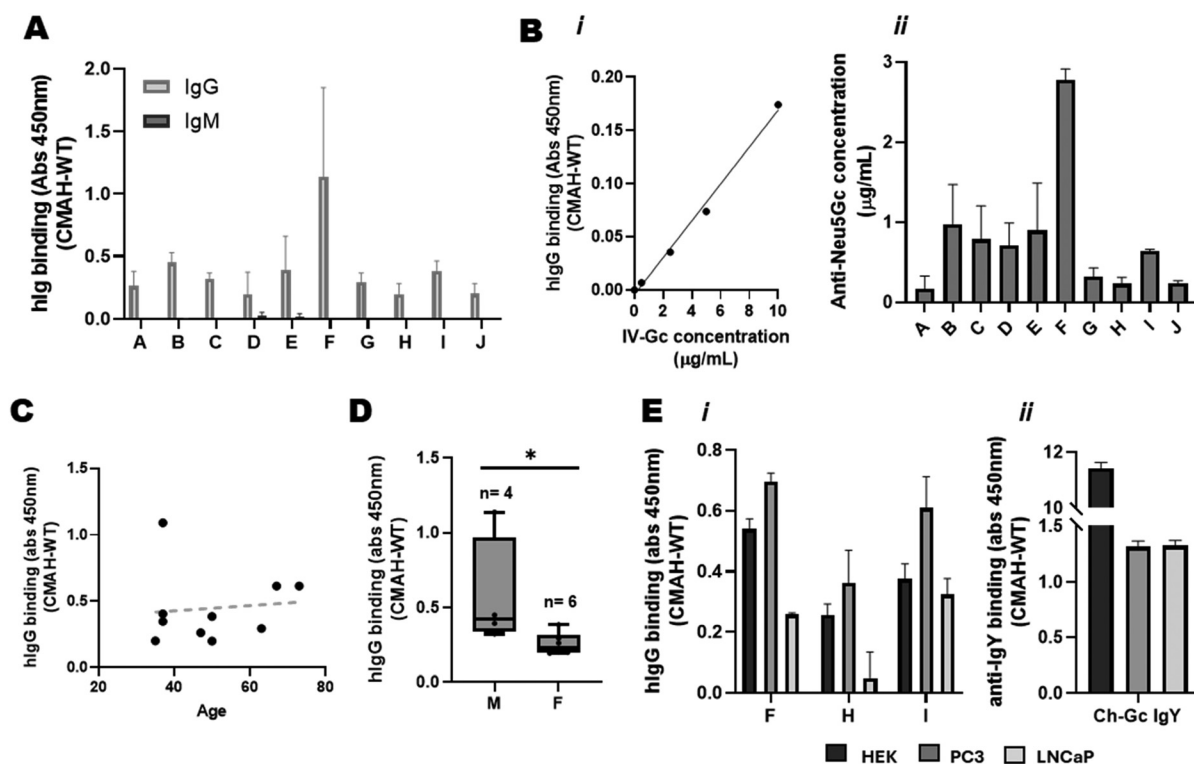 A
hIg binding (Abs 450nm)
(CMAH-WT)
2.0
1.5
1.0
0.5
0.0
IgG
IgM
A B C D E F G H I J
B
i
hIgG binding (Abs 450nm)
(CMAH-WT)
0.20
0.15
0.10
0.05
0.00
0 2 4 6 8 10
IV-Gc concentration
(µg/mL)
ii
Anti-Neu5Gc concentration
(µg/mL)
3
2
1
0
A B C D E F G H I J
C
hIgG binding (abs 450nm)
(CMAH-WT)
1.5
1.0
0.5
0.0
20 40 60 80
Age
D
hIgG binding (abs 450nm)
(CMAH-WT)
1.5
1.0
0.5
0.0
*
n= 4
n= 6
M F
E
i
hIgG binding (abs 450nm)
(CMAH-WT)
0.8
0.6
0.4
0.2
0.0
F H I
ii
anti-IgY binding (abs 450nm)
(CMAH-WT)
12
10
1.5
1.0
0.5
0.0
Ch-Gc IgY
HEK PC3 LNCaP